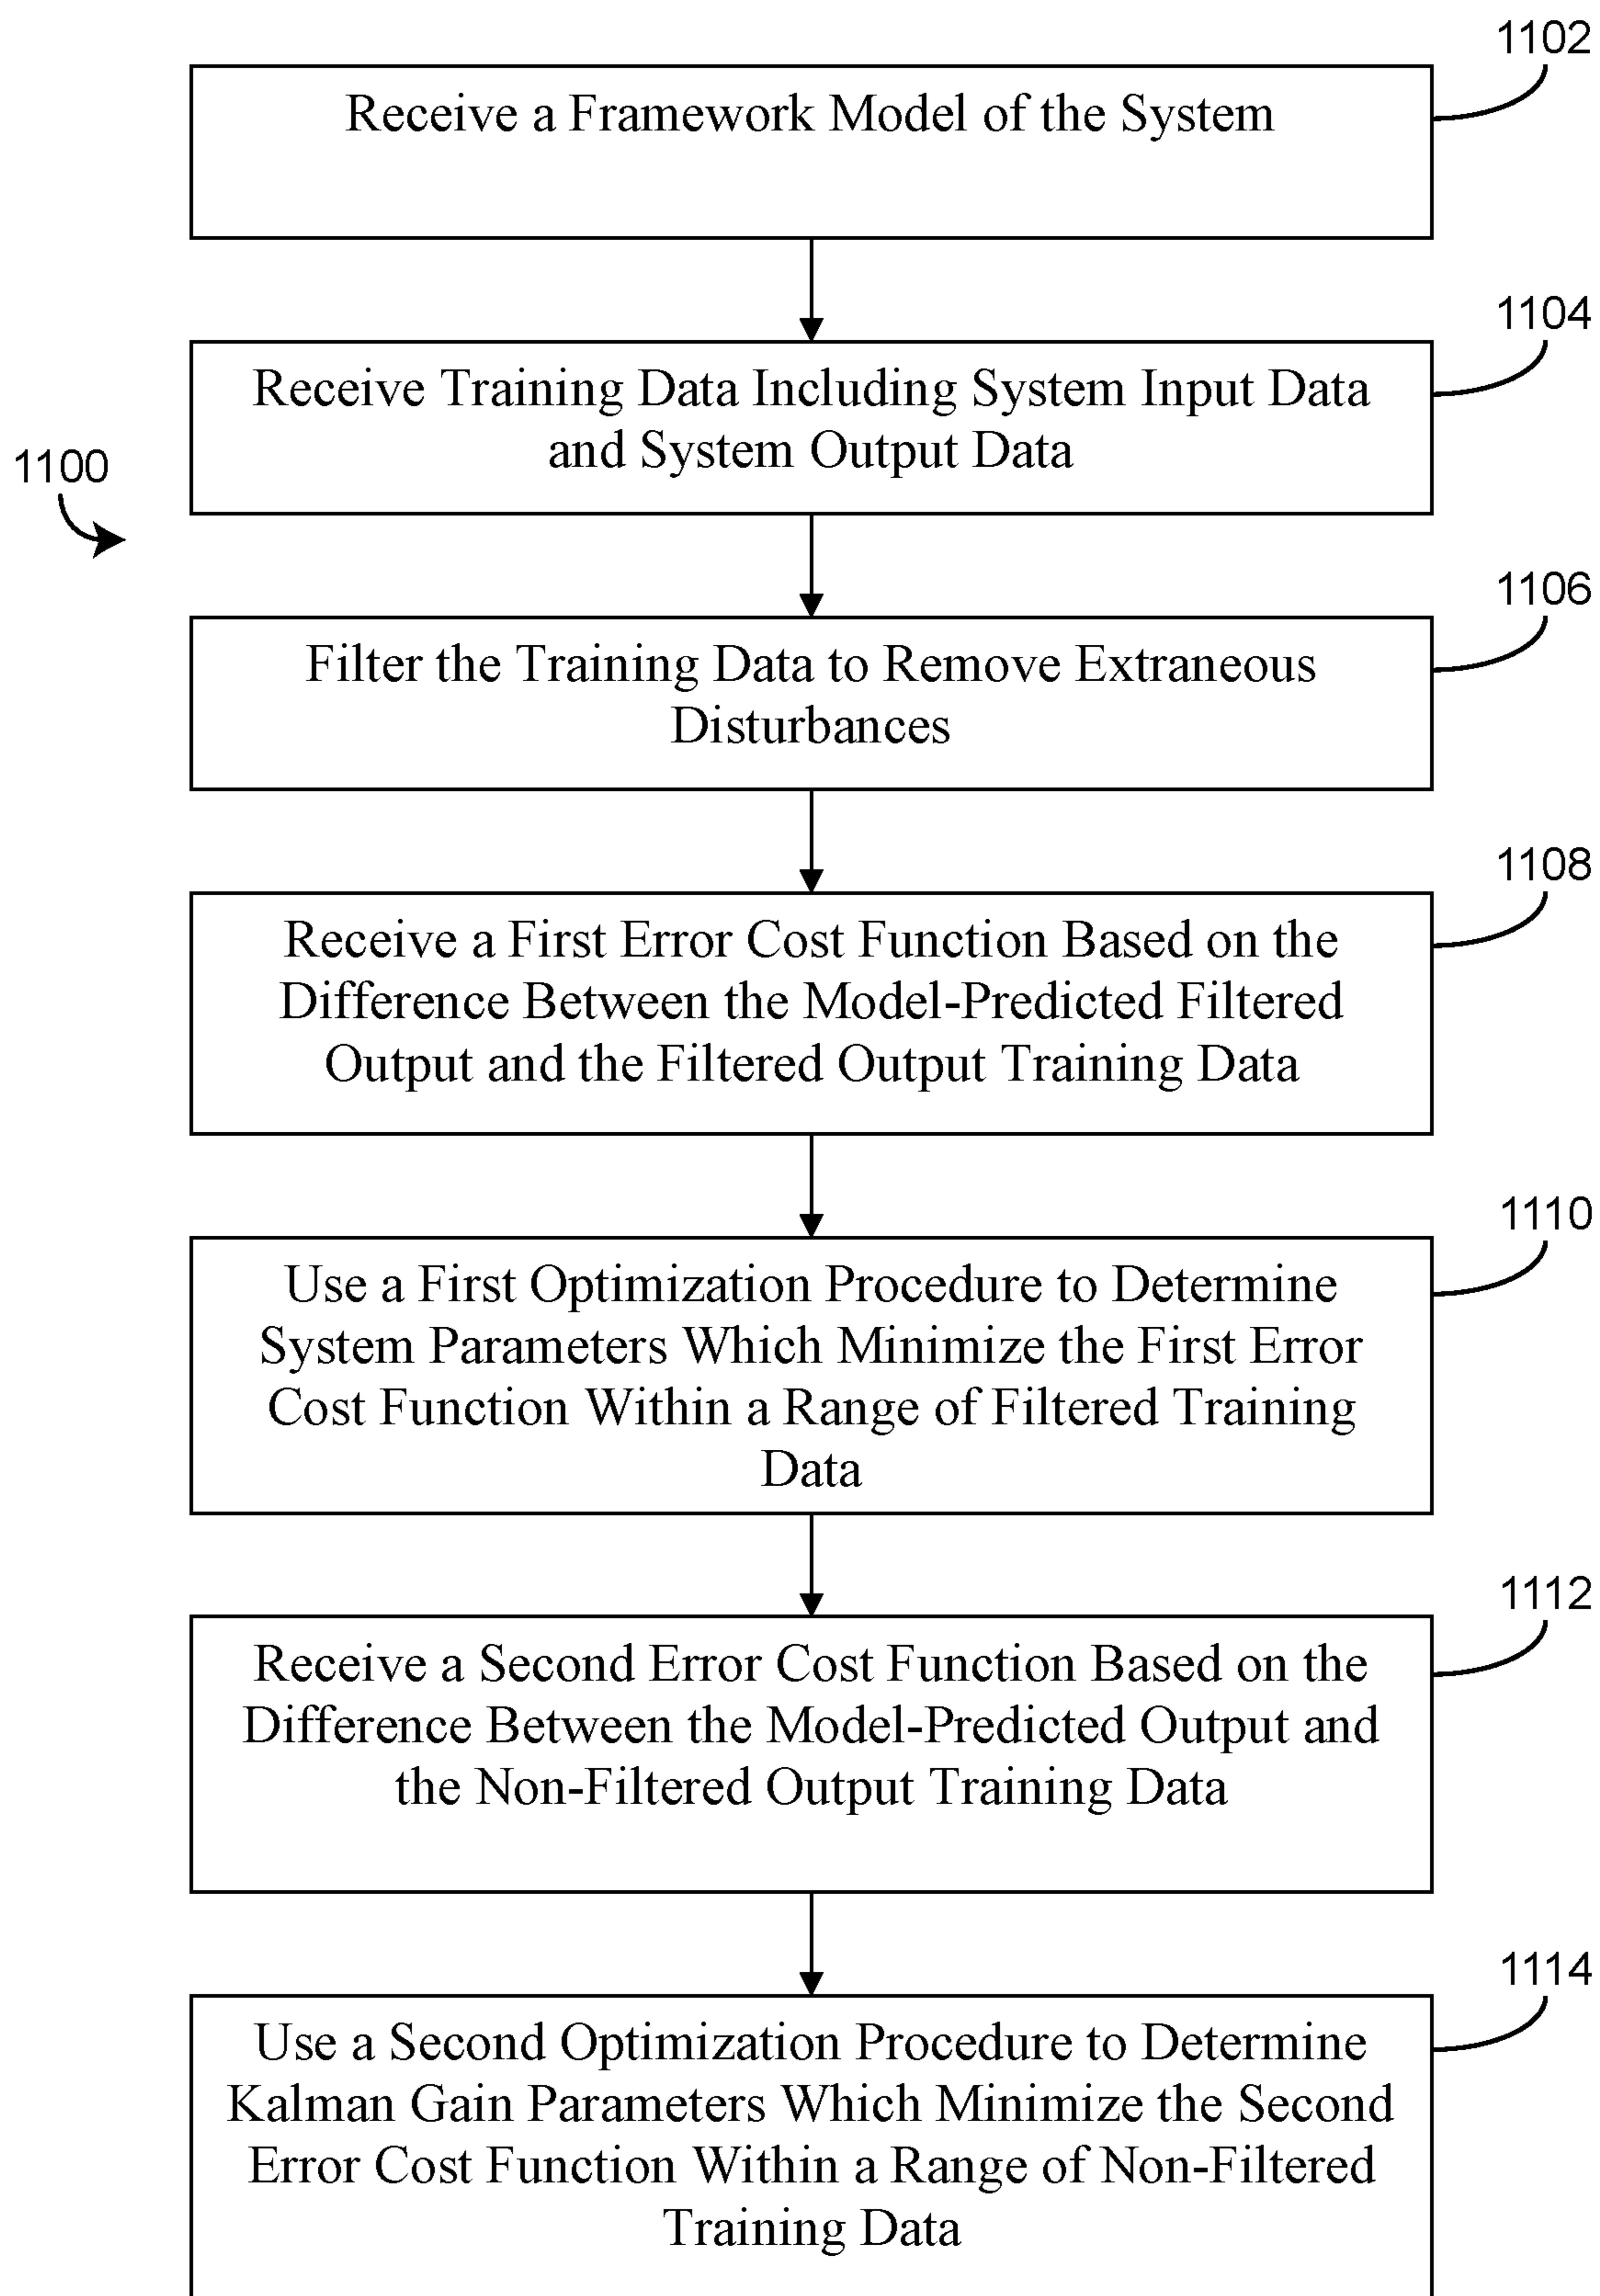 1102
Receive a Framework Model of the System
1104
Receive Training Data Including System Input Data
and System Output Data
1100
1106
Filter the Training Data to Remove Extraneous
Disturbances
1108
Receive a First Error Cost Function Based on the
Difference Between the Model-Predicted Filtered
Output and the Filtered Output Training Data
1110
Use a First Optimization Procedure to Determine
System Parameters Which Minimize the First Error
Cost Function Within a Range of Filtered Training
Data
1112
Receive a Second Error Cost Function Based on the
Difference Between the Model-Predicted Output and
the Non-Filtered Output Training Data
1114
Use a Second Optimization Procedure to Determine
Kalman Gain Parameters Which Minimize the Second
Error Cost Function Within a Range of Non-Filtered
Training Data